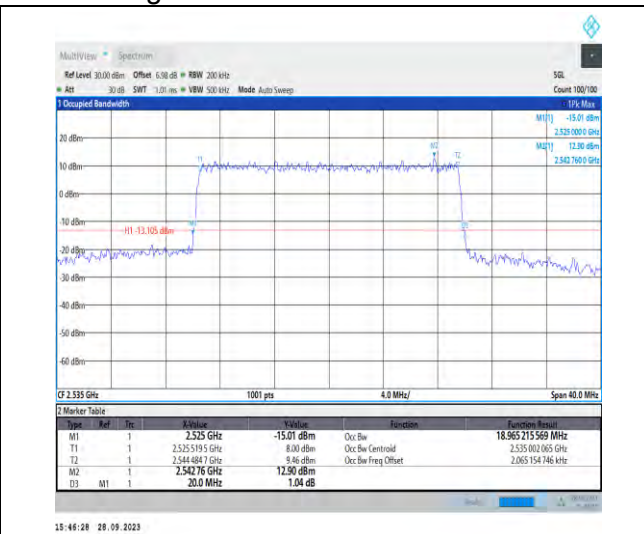 MultiView Spectrum
Ref Level 30.00 dBm Offset 6.98 dB RBW 200 kHz SGL
Att 30 dB SWT 1.01 ms VBW 500 kHz Mode Auto Sweep Count 100/100
1 Occupied Bandwidth 1Pk Max
M1[1] -15.01 dBm
2.525 000 0 GHz
20 dBm
M2[1] 12.90 dBm
2.542 760 0 GHz
M2
T1 T2
10 dBm
0 dBm
-10 dBm
H1 -13.105 dBm
-20 dBm
-30 dBm
-40 dBm
-50 dBm
-60 dBm
CF 2.535 GHz 1001 pts 4.0 MHz/ Span 40.0 MHz
2 Marker Table
Type Ref Trc X-Value Y-Value Function Function Result
M1 1 2.525 GHz -15.01 dBm Occ Bw 18.965 215 569 MHz
T1 1 2.525 519 5 GHz 8.00 dBm Occ Bw Centroid 2.535 002 065 GHz
T2 1 2.544 484 7 GHz 9.46 dBm Occ Bw Freq Offset 2.065 154 746 kHz
M2 1 2.542 76 GHz 12.90 dBm
D3 M1 1 20.0 MHz 1.04 dB
15:46:28 28.09.2023